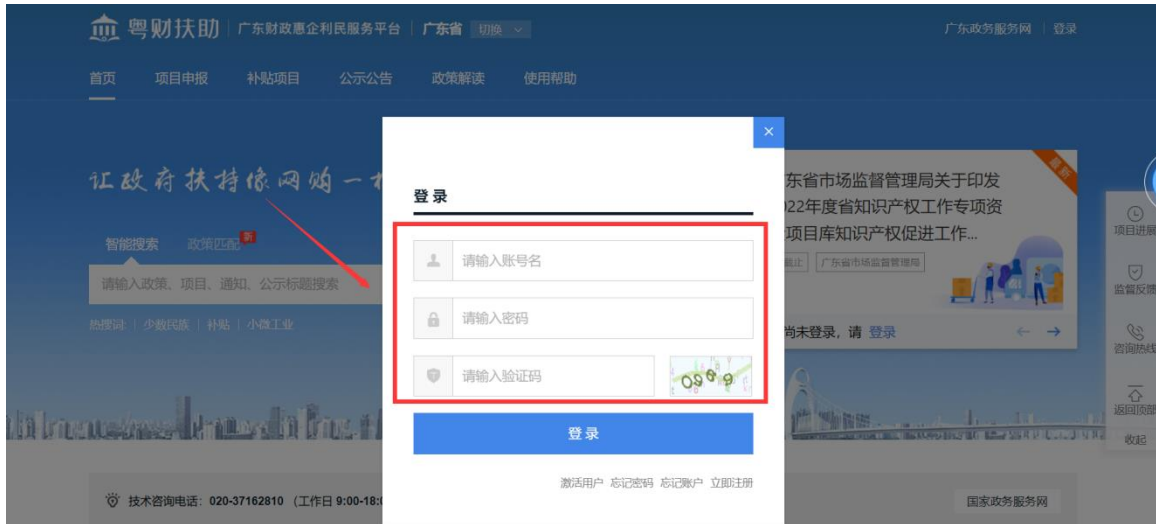 粤财扶助 广东财政惠企利民服务平台 广东省 切换 广东政务服务网 登录
首页 项目申报 补贴项目 公示公告 政策解读 使用帮助
×
让政府扶持像网购一
登录
最新
东省市场监督管理局关于印发
022年度省知识产权工作专项资
项目库知识产权促进工作...
截止 广东省市场监督管理局
尚未登录，请 登录 ← →
智能搜索 政策匹配 新
请输入政策、项目、通知、公示标题搜索
热搜词: | 少数民族 | 补贴 | 小微工业
请输入账号名
请输入密码
请输入验证码
登录
激活用户 忘记密码 忘记账户 立即注册
项目进展
监督反馈
咨询热线
返回顶部
收起
技术咨询电话: 020-37162810 (工作日 9:00-18:0
国家政务服务网